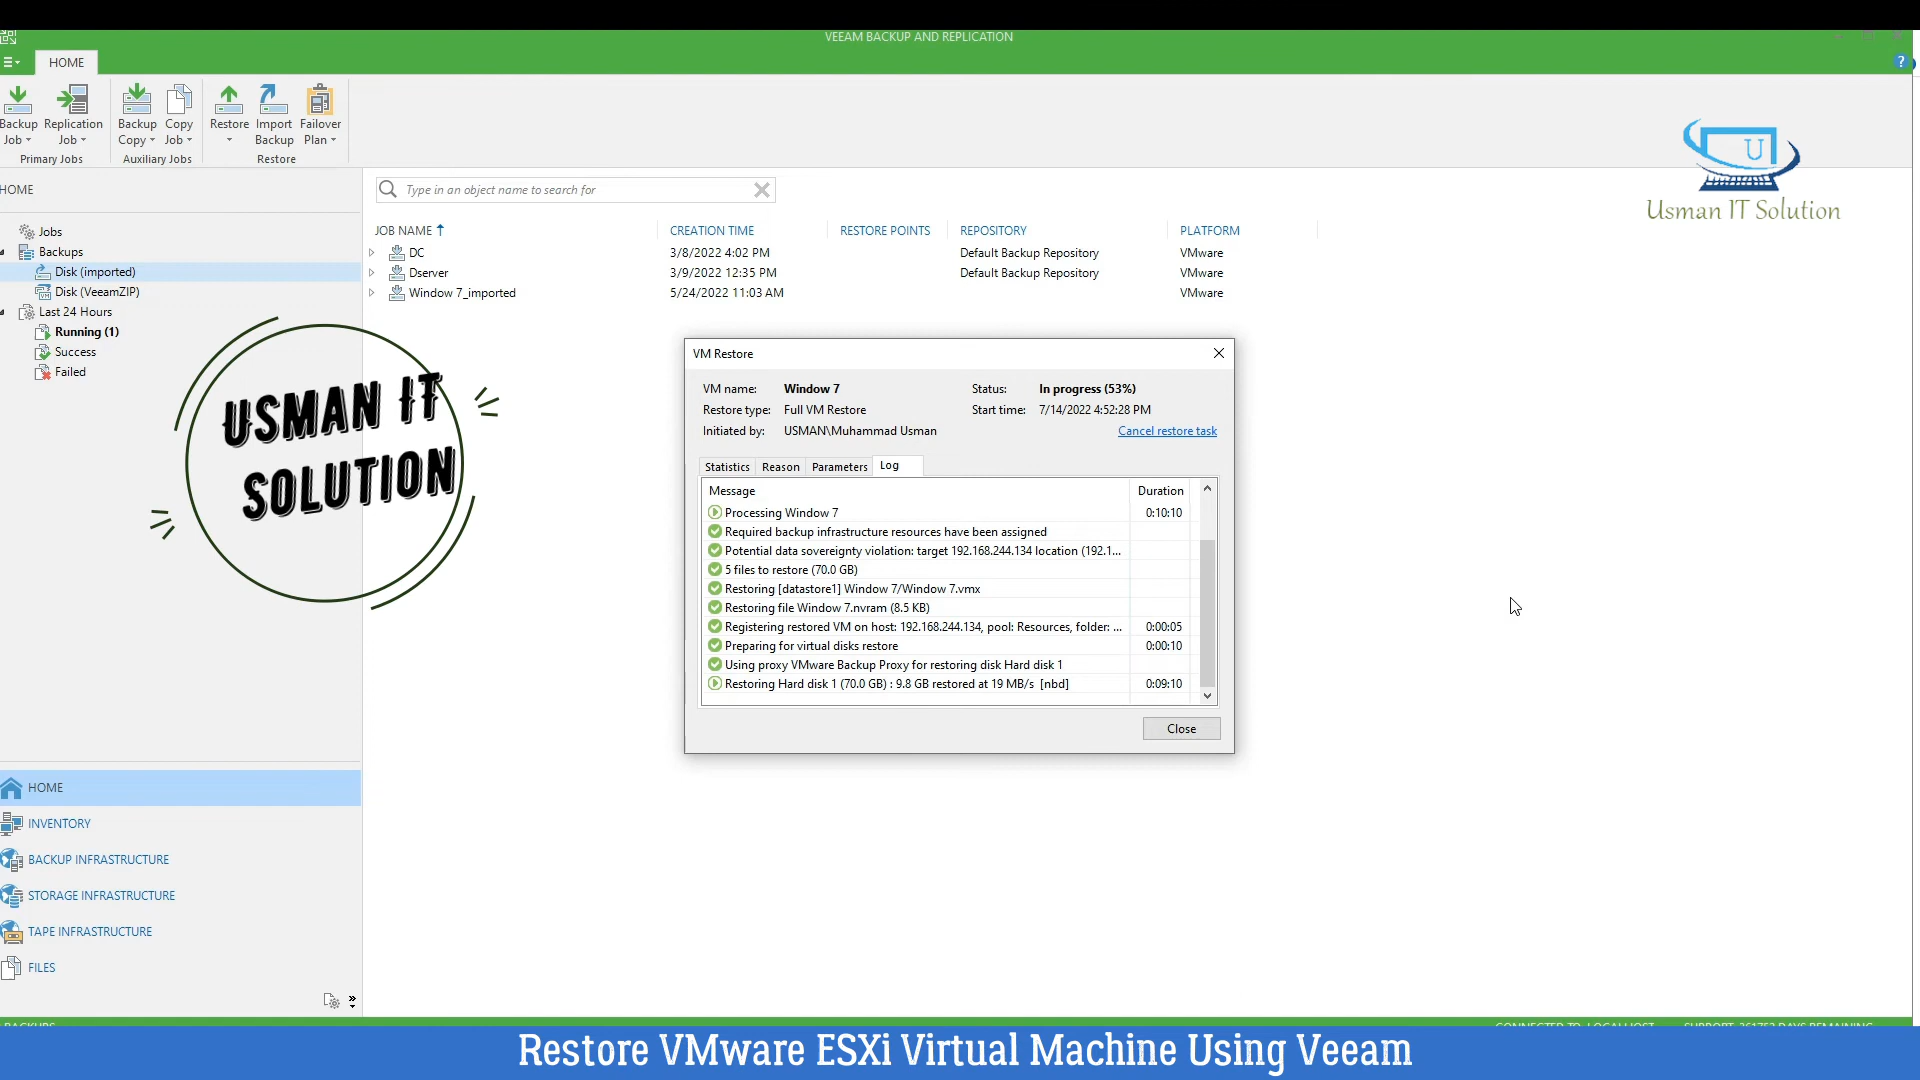 VEEAM BACKUP AND REPLICATION
HOME
Backup Job
Replication Job
Backup Copy
Copy Job
Restore
Import Backup
Failover Plan
Primary Jobs
Auxiliary Jobs
Restore
U
Usman IT Solution
HOME
Type in an object name to search for
Jobs
Backups
Disk (imported)
Disk (VeeamZIP)
Last 24 Hours
Running (1)
Success
Failed
JOB NAME CREATION TIME RESTORE POINTS REPOSITORY PLATFORM
DC 3/8/2022 4:02 PM Default Backup Repository VMware
Dserver 3/9/2022 12:35 PM Default Backup Repository VMware
Window 7_imported 5/24/2022 11:03 AM VMware
USMAN IT
SOLUTION
VM Restore
VM name: Window 7 Status: In progress (53%)
Restore type: Full VM Restore Start time: 7/14/2022 4:52:28 PM
Initiated by: USMAN\Muhammad Usman Cancel restore task
Statistics Reason Parameters Log
Message Duration
Processing Window 7 0:10:10
Required backup infrastructure resources have been assigned
Potential data sovereignty violation: target 192.168.244.134 location (192.1...
5 files to restore (70.0 GB)
Restoring [datastore1] Window 7/Window 7.vmx
Restoring file Window 7.nvram (8.5 KB)
Registering restored VM on host: 192.168.244.134, pool: Resources, folder: ... 0:00:05
Preparing for virtual disks restore 0:00:10
Using proxy VMware Backup Proxy for restoring disk Hard disk 1
Restoring Hard disk 1 (70.0 GB) : 9.8 GB restored at 19 MB/s [nbd] 0:09:10
Close
HOME
INVENTORY
BACKUP INFRASTRUCTURE
STORAGE INFRASTRUCTURE
TAPE INFRASTRUCTURE
FILES
Restore VMware ESXi Virtual Machine Using Veeam